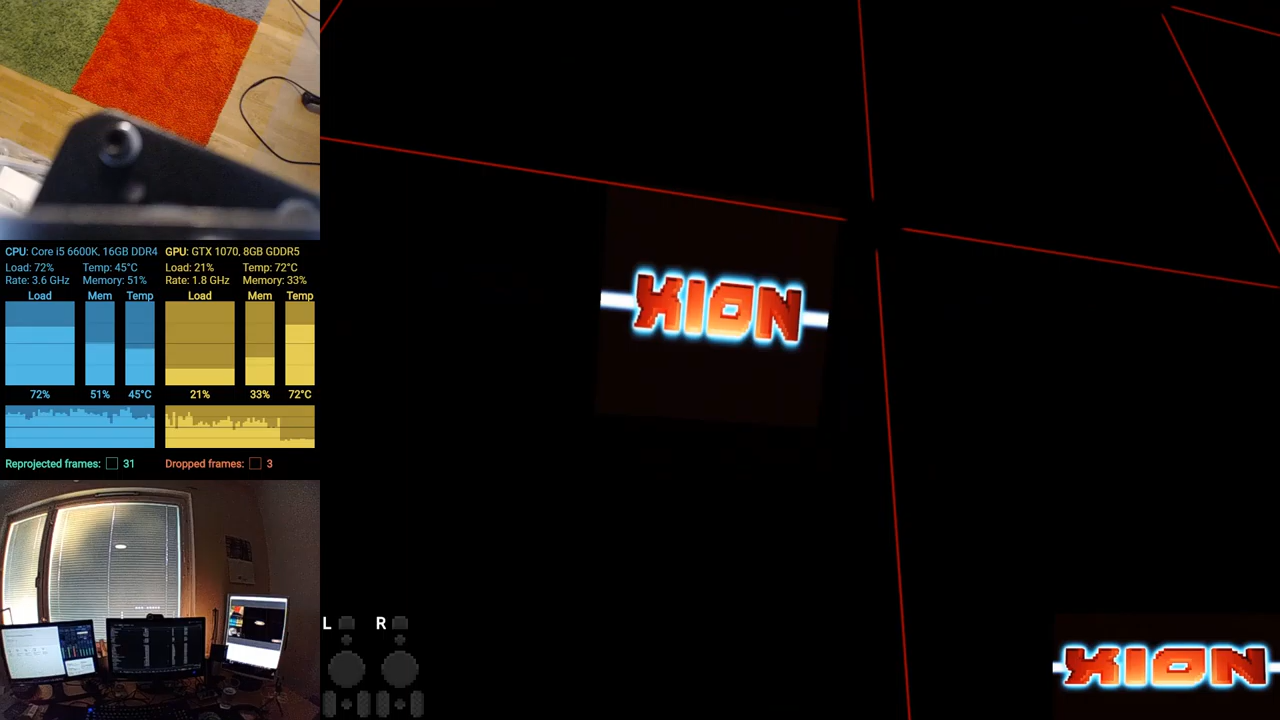 CPU: Core i5 6600K, 16GB DDR4
Load: 72% Temp: 45°C
Rate: 3.6 GHz Memory: 51%
Load Mem Temp
72% 51% 45°C
GPU: GTX 1070, 8GB GDDR5
Load: 21% Temp: 72°C
Rate: 1.8 GHz Memory: 33%
Load Mem Temp
21% 33% 72°C
Reprojected frames: 31
Dropped frames: 3
XION
L R
XION